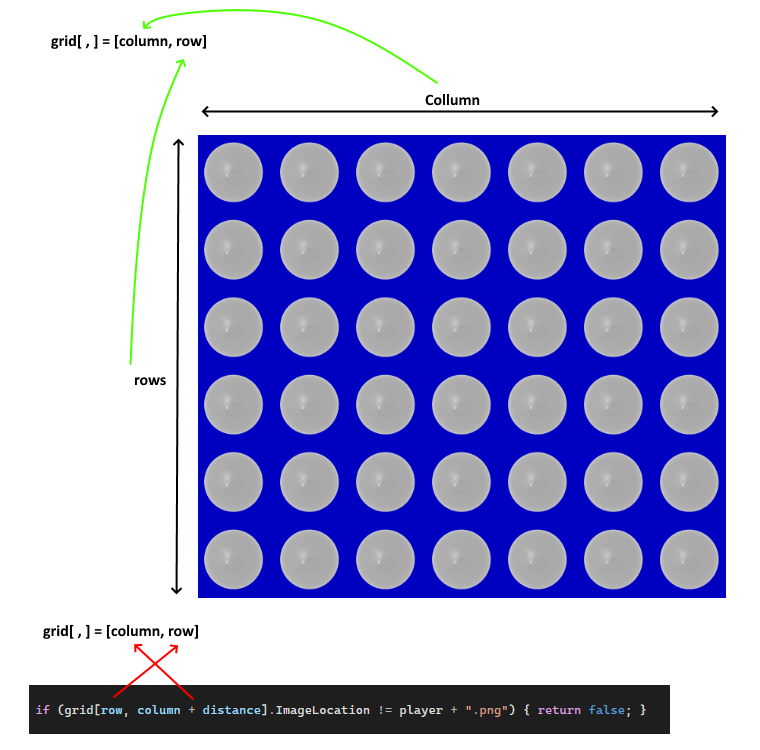 grid[ , ] = [column, row]
Collumn
rows
grid[ , ] = [column, row]
if (grid[row, column + distance].ImageLocation != player + ".png") { return false; }